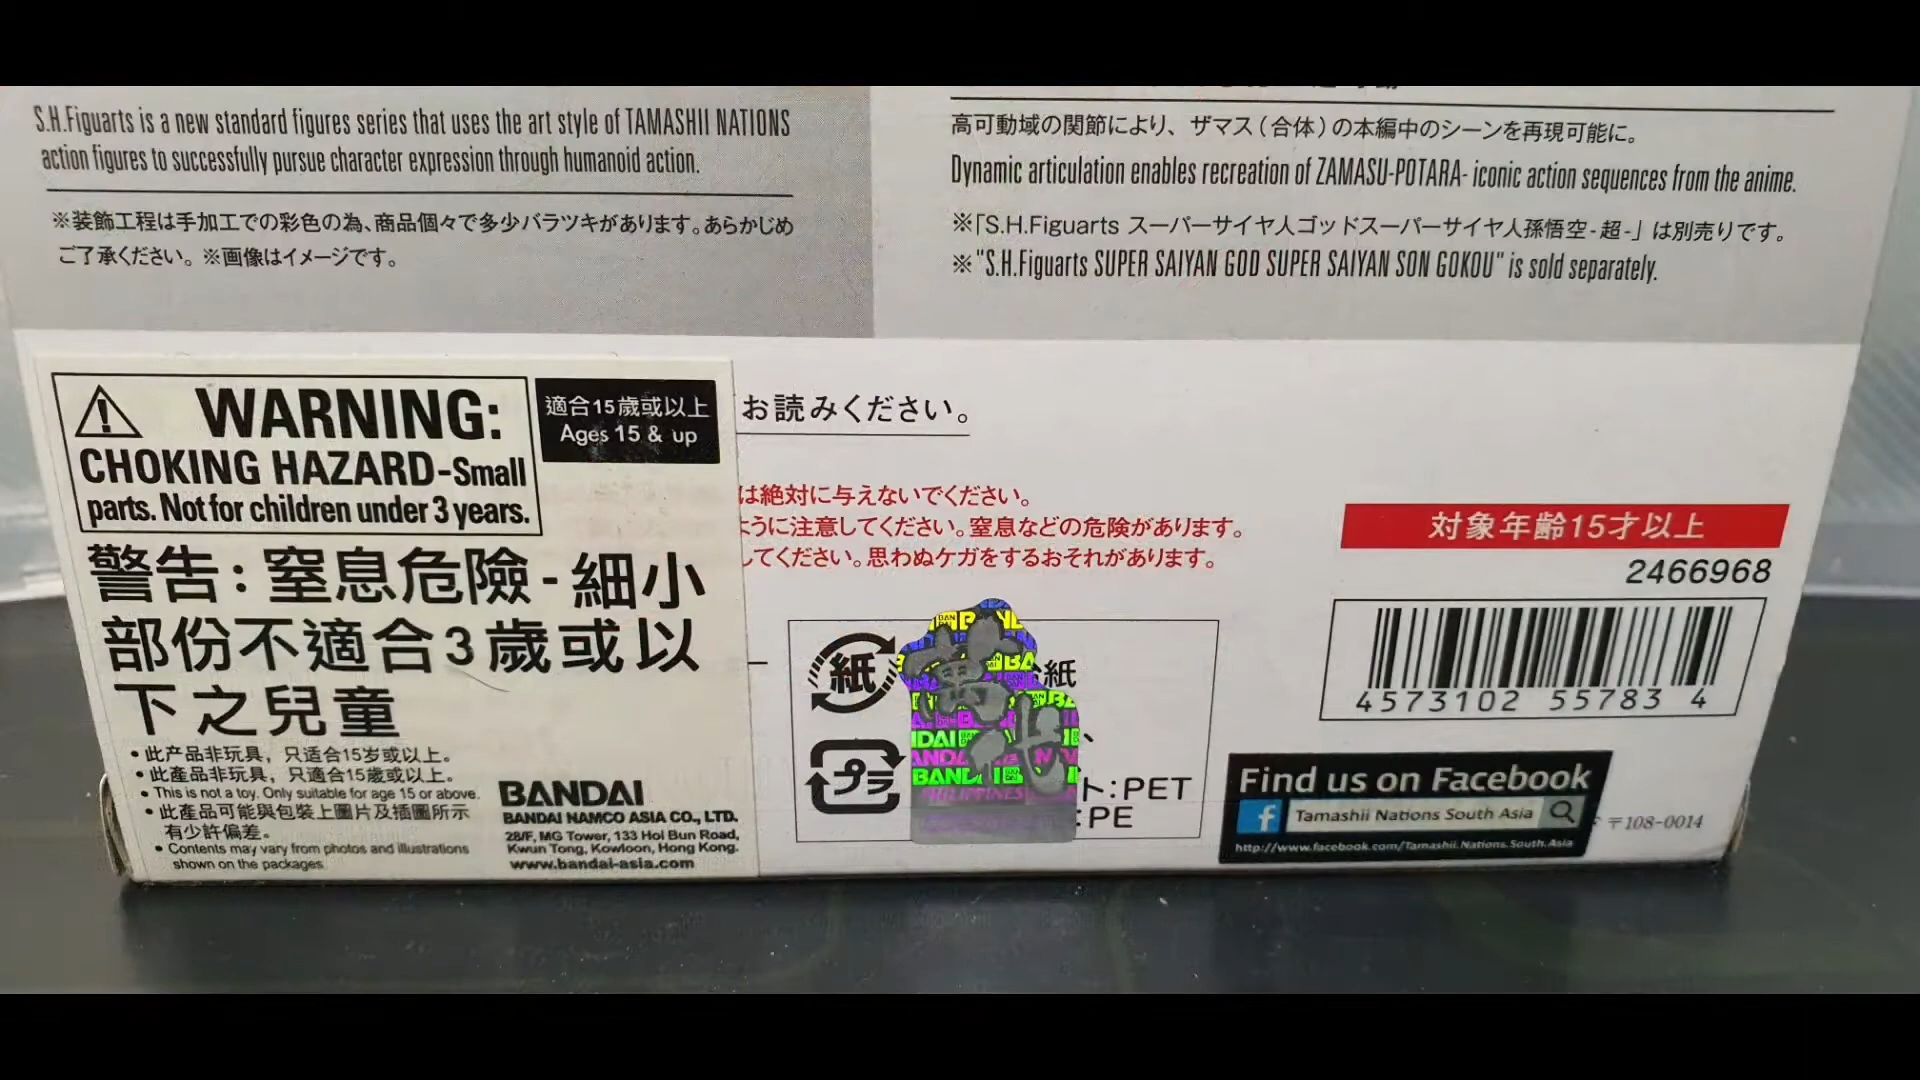 S.H.Figuarts is a new standard figures series that uses the art style of TAMASHII NATIONS
action figures to successfully pursue character expression through humanoid action.
※装飾工程は手加工での彩色の為、商品個々で多少バラツキがあります。あらかじめ
ご了承ください。※画像はイメージです。
高可動域の関節により、ザマス(合体)の本編中のシーンを再現可能に。
Dynamic articulation enables recreation of ZAMASU-POTARA- iconic action sequences from the anime.
※「S.H.Figuarts スーパーサイヤ人ゴッドスーパーサイヤ人孫悟空-超-」は別売りです。
※"S.H.Figuarts SUPER SAIYAN GOD SUPER SAIYAN SON GOKOU" is sold separately.
WARNING:
CHOKING HAZARD-Small
parts. Not for children under 3 years.
適合15歲或以上
Ages 15 & up
警告:窒息危險-細小
部份不適合3歲或以
下之兒童
• 此产品非玩具，只适合15岁或以上。
• 此產品非玩具，只適合15歲或以上。
• This is not a toy. Only suitable for age 15 or above.
• 此產品可能與包裝上圖片及插圖所示
有少許偏差。
• Contents may vary from photos and illustrations
shown on the packages
BANDAI
BANDAI NAMCO ASIA CO., LTD.
28/F, MG Tower, 133 Hoi Bun Road,
Kwun Tong, Kowloon, Hong Kong.
www.bandai-asia.com
お読みください。
は絶対に与えないでください。
ように注意してください。窒息などの危険があります。
してください。思わぬケガをするおそれがあります。
紙
紙
プラ
ト:PET
:PE
萬代
BANDAI
PHILIPPINES
対象年齢15才以上
2466968
4573102 55783 4
Find us on Facebook
f Tamashii Nations South Asia
http://www.facebook.com/Tamashii.Nations.South.Asia
〒108-0014